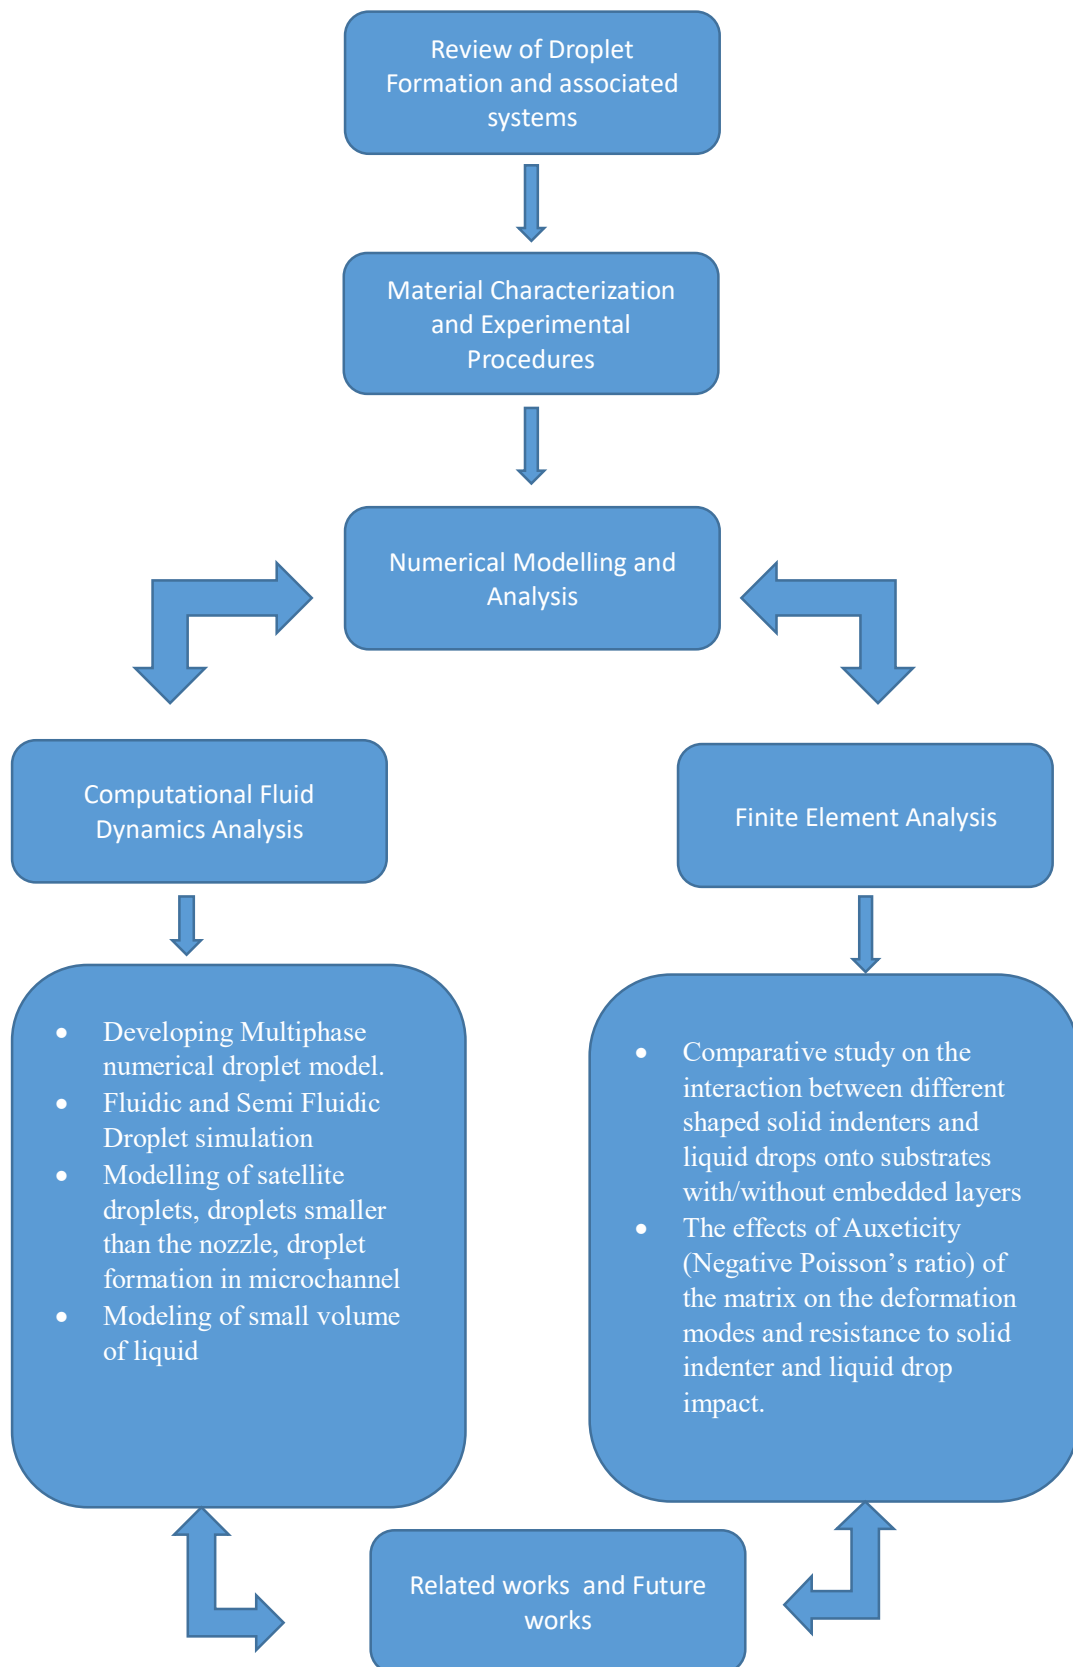 Review of Droplet
Formation and associated
systems
Material Characterization
and Experimental
Procedures
Numerical Modelling and
Analysis
Computational Fluid
Dynamics Analysis
Finite Element Analysis
• Developing Multiphase
numerical droplet model.
• Fluidic and Semi Fluidic
Droplet simulation
• Modelling of satellite
droplets, droplets smaller
than the nozzle, droplet
formation in microchannel
• Modeling of small volume
of liquid
• Comparative study on the
interaction between different
shaped solid indenters and
liquid drops onto substrates
with/without embedded layers
• The effects of Auxeticity
(Negative Poisson’s ratio) of
the matrix on the deformation
modes and resistance to solid
indenter and liquid drop
impact.
Related works and Future
works